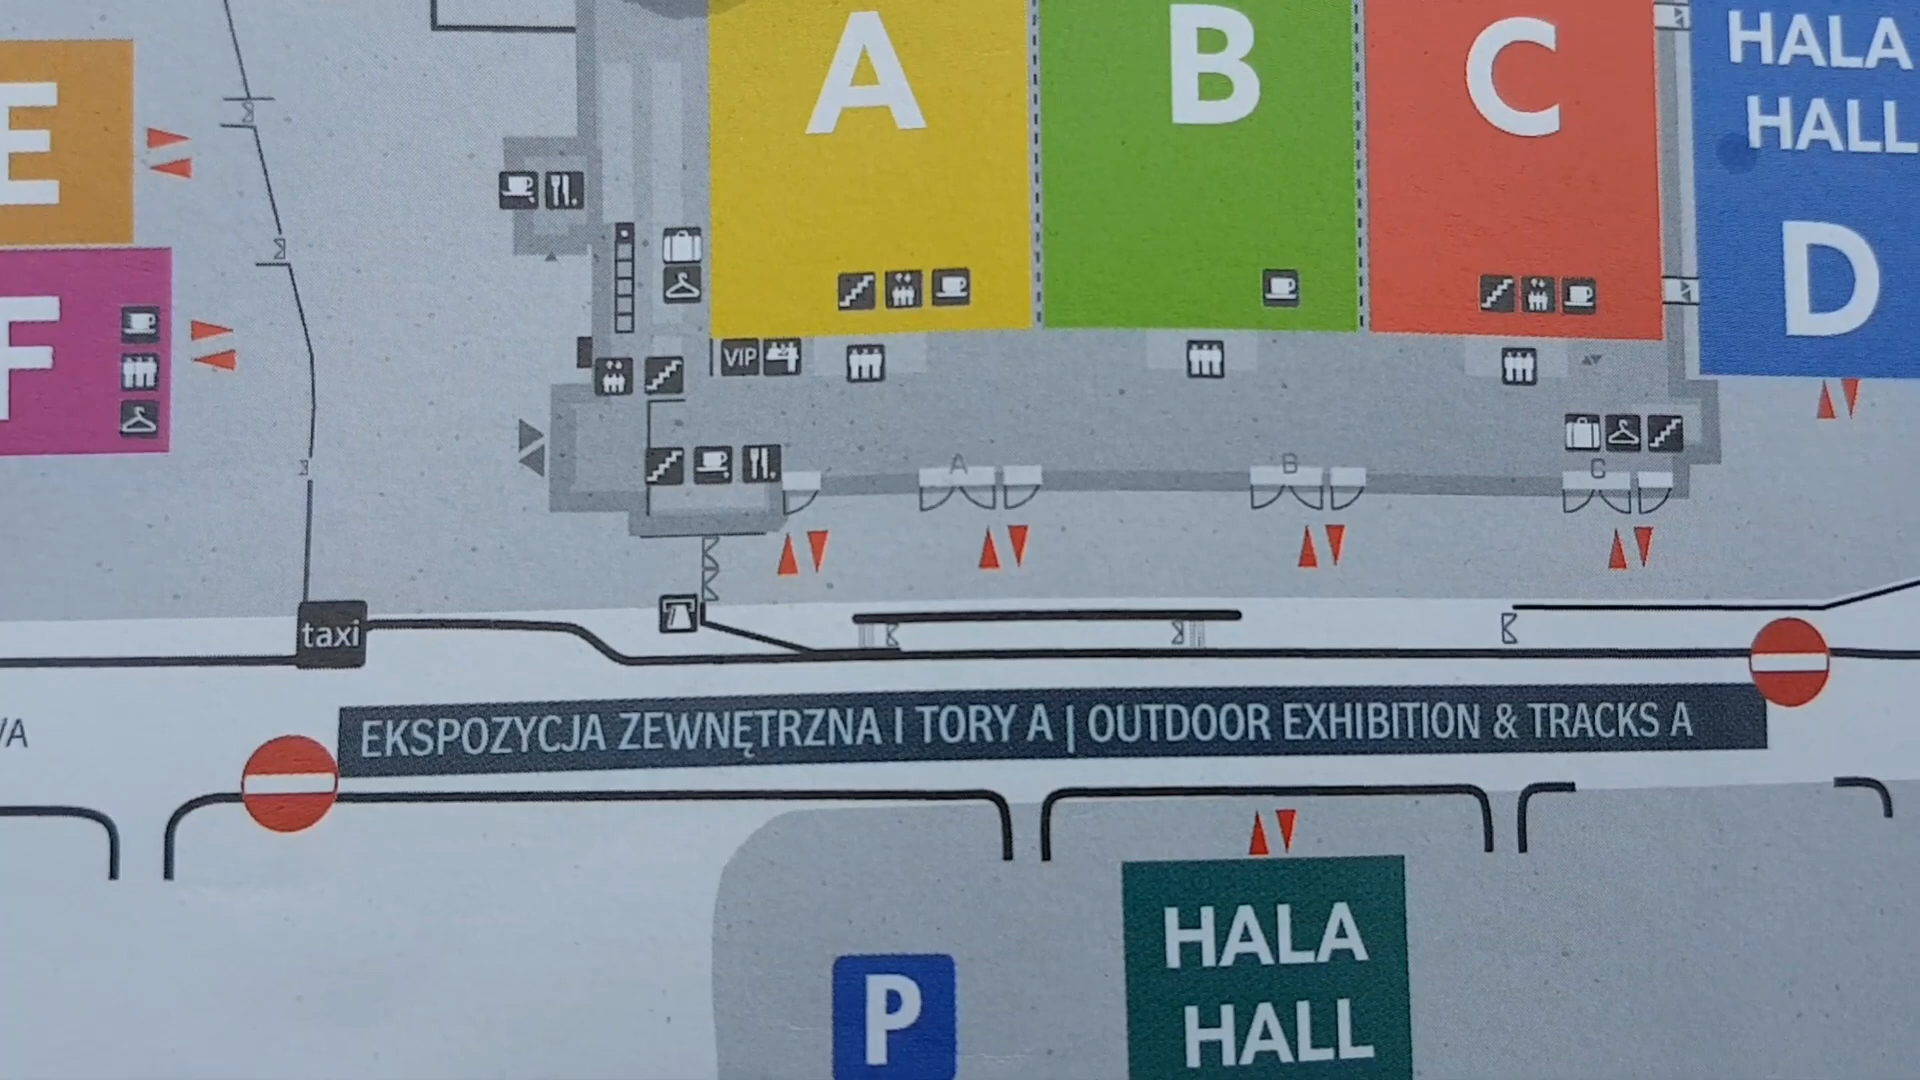 A
B
C
HALA
HALL
D
E
F
VIP
A
B
C
taxi
EKSPOZYCJA ZEWNĘTRZNA I TORY A | OUTDOOR EXHIBITION & TRACKS A
P
HALA
HALL